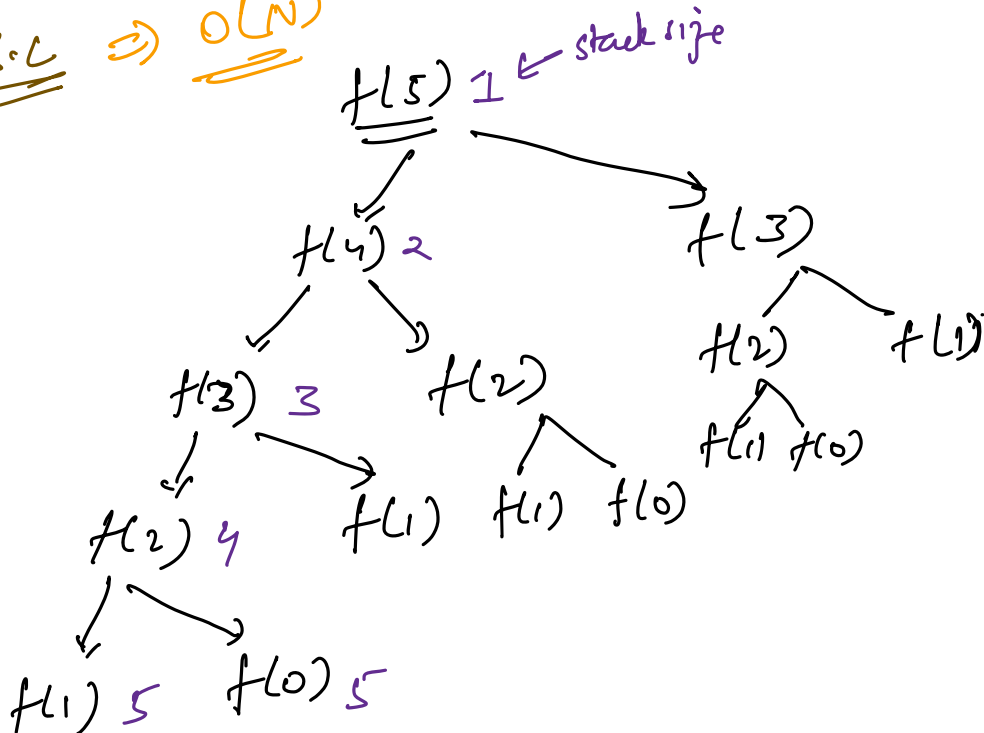 ⇒ O(N)
stack size
f(5) 1
f(4) 2 f(3)
f(3) 3 f(2) f(2) f(1)
f(1) f(0)
f(2) 4 f(1) f(1) f(0)
f(1) 5 f(0) 5